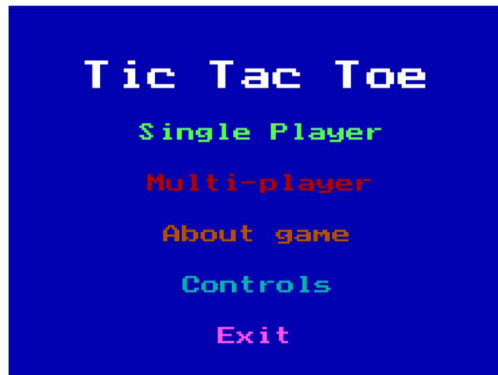 Tic Tac Toe
Single Player
Multi-player
About game
Controls
Exit